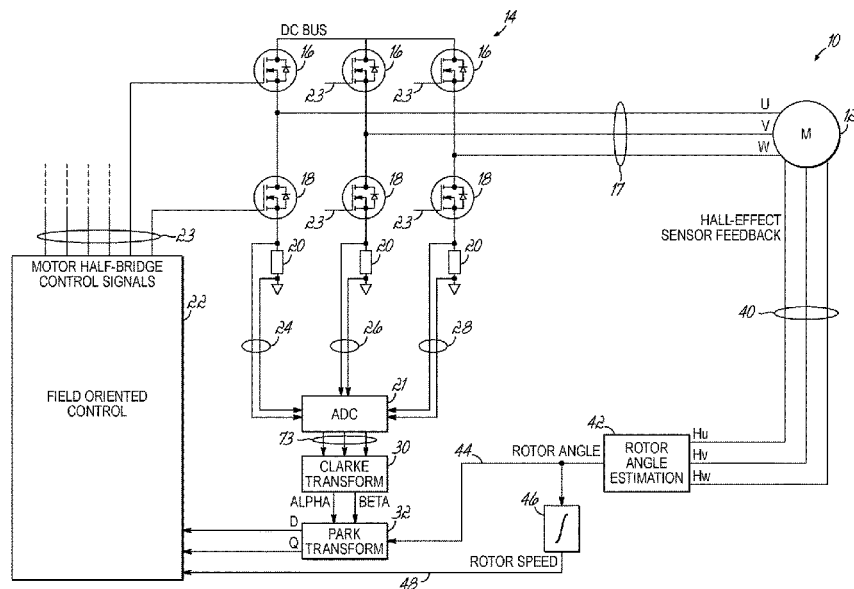 DC BUS
14
10
16
16
16
23
23
U
V
W
M
12
17
18
18
18
23
23
23
MOTOR HALF-BRIDGE
CONTROL SIGNALS
22
20
20
20
HALL-EFFECT
SENSOR FEEDBACK
40
24
26
28
FIELD ORIENTED
CONTROL
21
ADC
73
30
CLARKE
TRANSFORM
ALPHA
BETA
32
PARK
TRANSFORM
D
Q
44
ROTOR ANGLE
42
ROTOR
ANGLE
ESTIMATION
Hu
Hv
Hw
46
∫
ROTOR SPEED
48